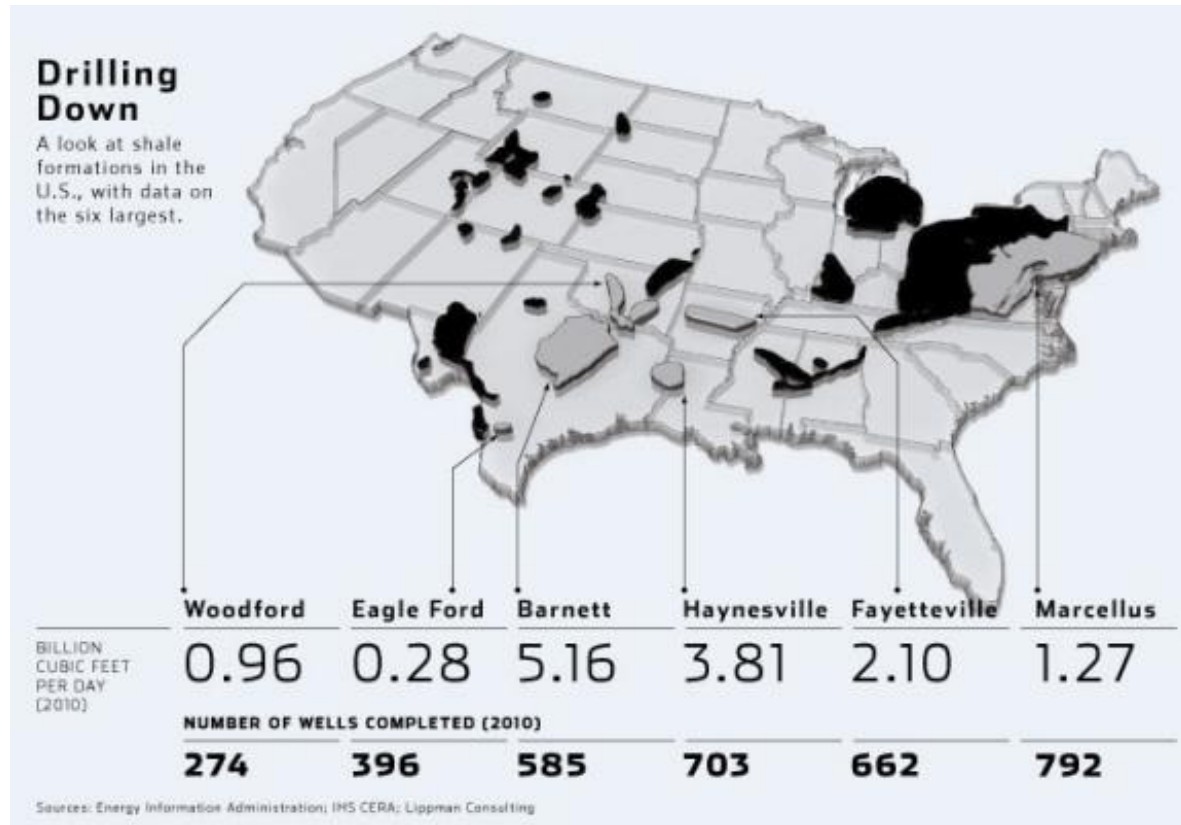 Drilling
Down
A look at shale
formations in the
U.S., with data on
the six largest.
Woodford Eagle Ford Barnett Haynesville Fayetteville Marcellus
BILLION
CUBIC FEET
PER DAY
(2010)
0.96 0.28 5.16 3.81 2.10 1.27
NUMBER OF WELLS COMPLETED (2010)
274 396 585 703 662 792
Sources: Energy Information Administration; IHS CERA; Lippman Consulting